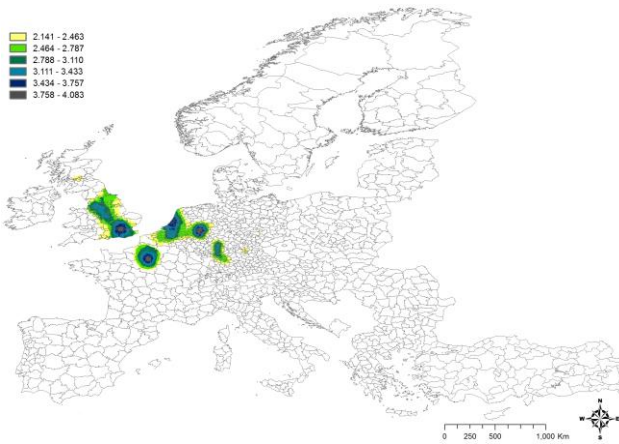 2.141 - 2.463
2.464 - 2.787
2.788 - 3.110
3.111 - 3.433
3.434 - 3.757
3.758 - 4.083
N
W E
S
0 250 500 1,000 Km